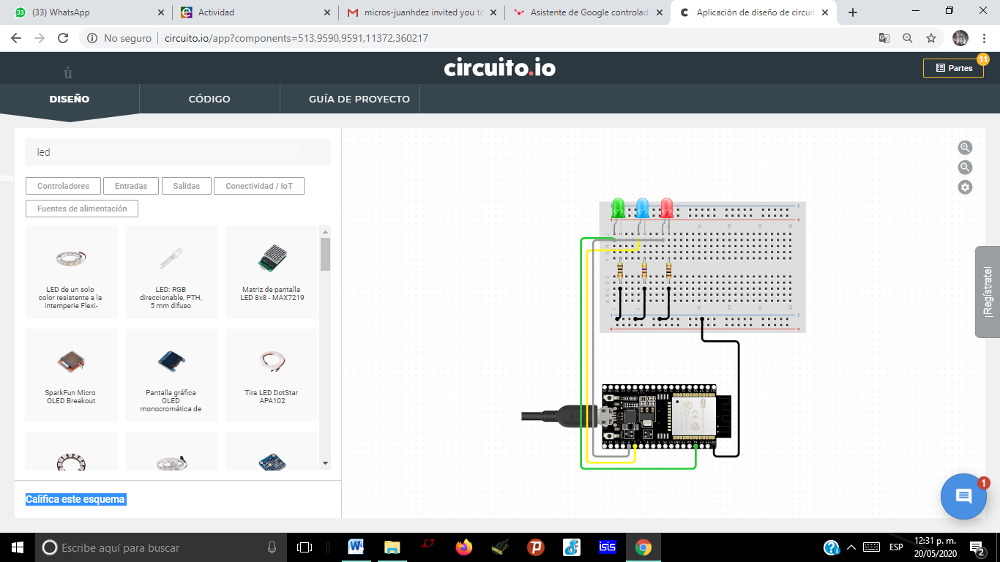 (33) WhatsApp
Actividad
micros-juanhdez invited you to
Asistente de Google controlado
Aplicación de diseño de circuit
No seguro
circuito.io/app?components=513,9590,9591,11372,360217
ú
circuito.io
Partes
11
DISEÑO
CÓDIGO
GUÍA DE PROYECTO
led
tes
Controladores
Entradas
Salidas
Conectividad / IoT
Fuentes de alimentación
LED de un solo
color resistente a la
intemperie Flexi-
LED: RGB
direccionable, PTH,
5 mm difuso
Matriz de pantalla
LED 8x8 - MAX7219
SparkFun Micro
OLED Breakout
Pantalla gráfica
OLED
monocromática de
Tira LED DotStar
APA102
Califica este esquema
¡Regístrate!
1
Escribe aquí para buscar
ESP
12:31 p. m.
20/05/2020
2